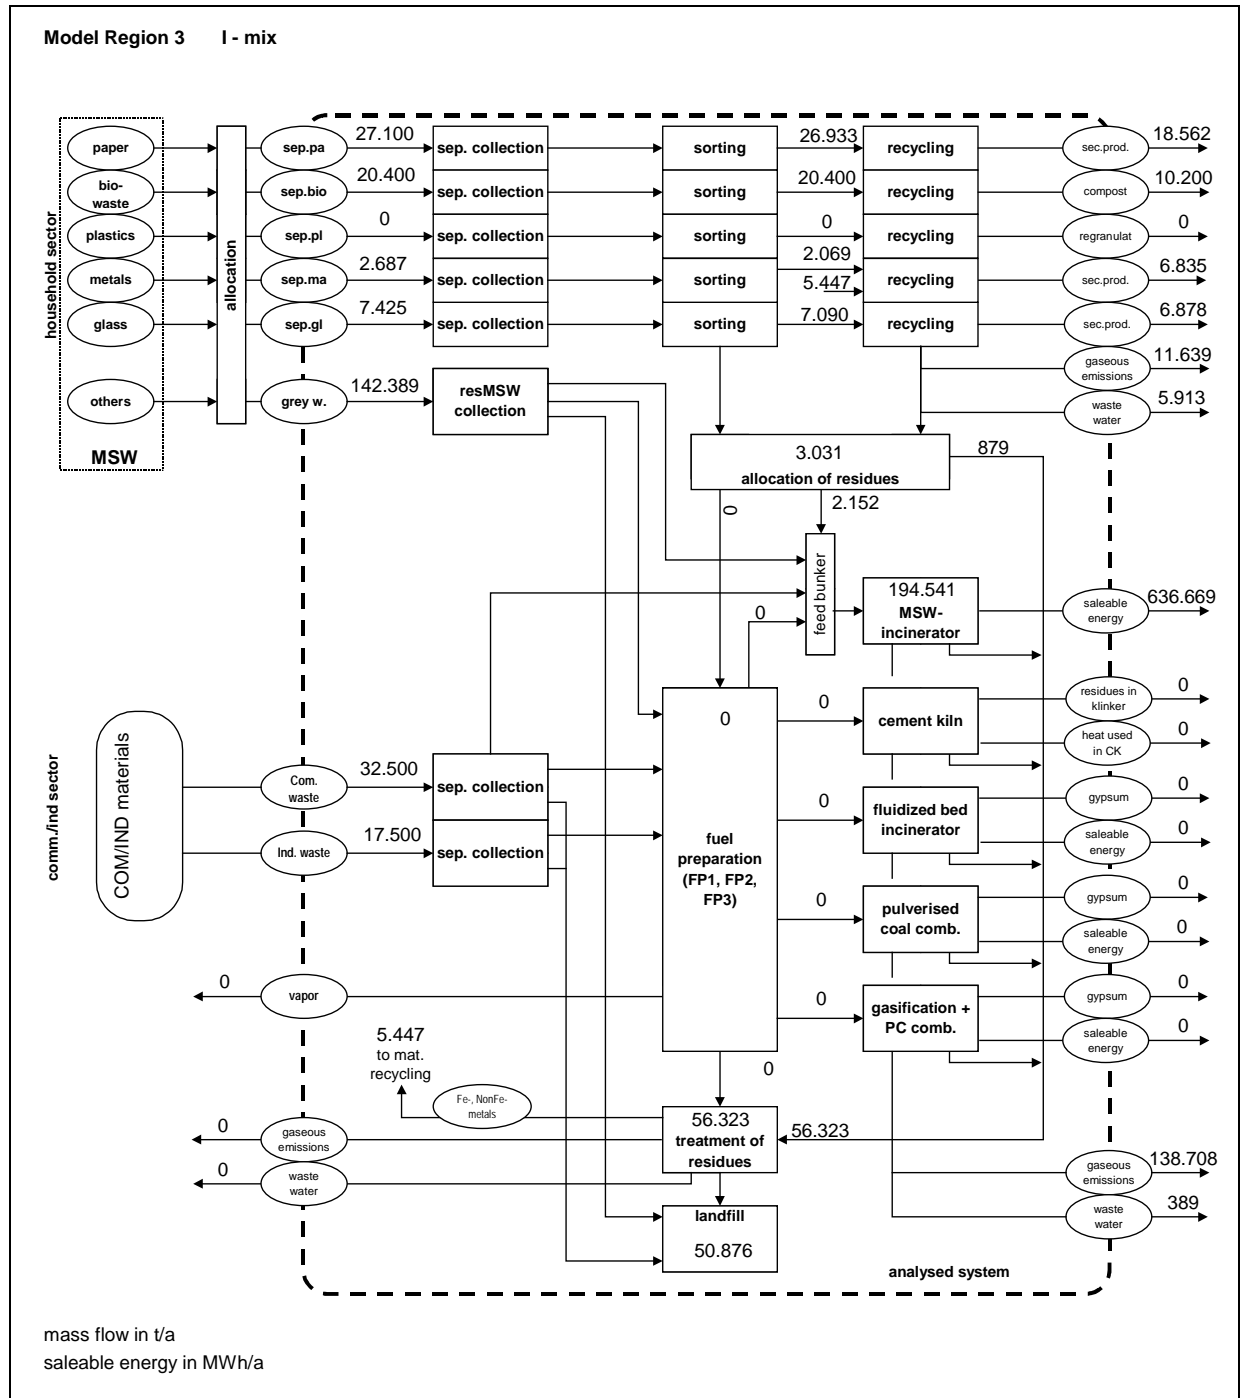 Model Region 3 I - mix
household sector
paper
bio-
waste
plastics
metals
glass
others
MSW
allocation
sep.pa
27.100
sep. collection
sorting
26.933
recycling
sec.prod.
18.562
sep.bio
20.400
sep. collection
sorting
20.400
recycling
compost
10.200
sep.pl
0
sep. collection
sorting
0
recycling
regranulat
0
sep.ma
2.687
sep. collection
sorting
2.069
5.447
recycling
sec.prod.
6.835
sep.gl
7.425
sep. collection
sorting
7.090
recycling
sec.prod.
6.878
gaseous
emissions
11.639
waste
water
5.913
grey w.
142.389
resMSW
collection
3.031
allocation of residues
879
0
2.152
feed bunker
0
194.541
MSW-
incinerator
saleable
energy
636.669
comm./ind sector
COM/IND materials
Com.
waste
32.500
sep. collection
Ind. waste
17.500
sep. collection
0
fuel
preparation
(FP1, FP2,
FP3)
0
cement kiln
residues in
klinker
0
heat used
in CK
0
0
fluidized bed
incinerator
gypsum
0
saleable
energy
0
0
pulverised
coal comb.
gypsum
0
saleable
energy
0
0
gasification +
PC comb.
gypsum
0
saleable
energy
0
0
vapor
5.447
to mat.
recycling
Fe-, NonFe-
metals
0
56.323
treatment of
residues
56.323
0
gaseous
emissions
0
waste
water
landfill
50.876
gaseous
emissions
138.708
waste
water
389
analysed system
mass flow in t/a
saleable energy in MWh/a